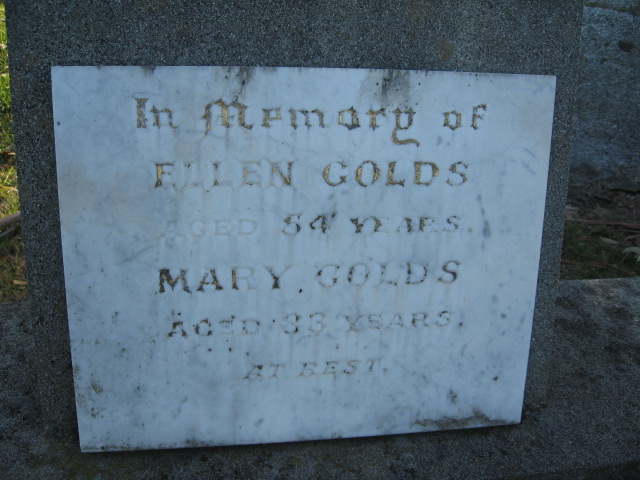 In Memory of
ELLEN GOLDS
AGED 54 YEARS.
MARY GOLDS
AGED 33 YEARS.
AT REST.